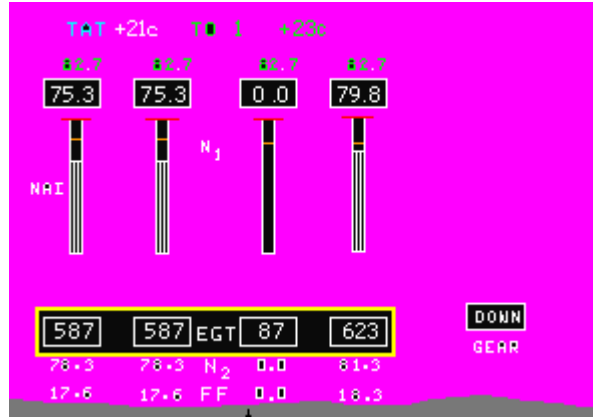 TAT +21c TO 1 +23c
82.7 82.7 82.7 82.7
75.3 75.3 0.0 79.8
N1
NAI
587 587 EGT 87 623
DOWN
GEAR
78.3 78.3 N2 0.0 81.3
17.6 17.6 FF 0.0 18.3